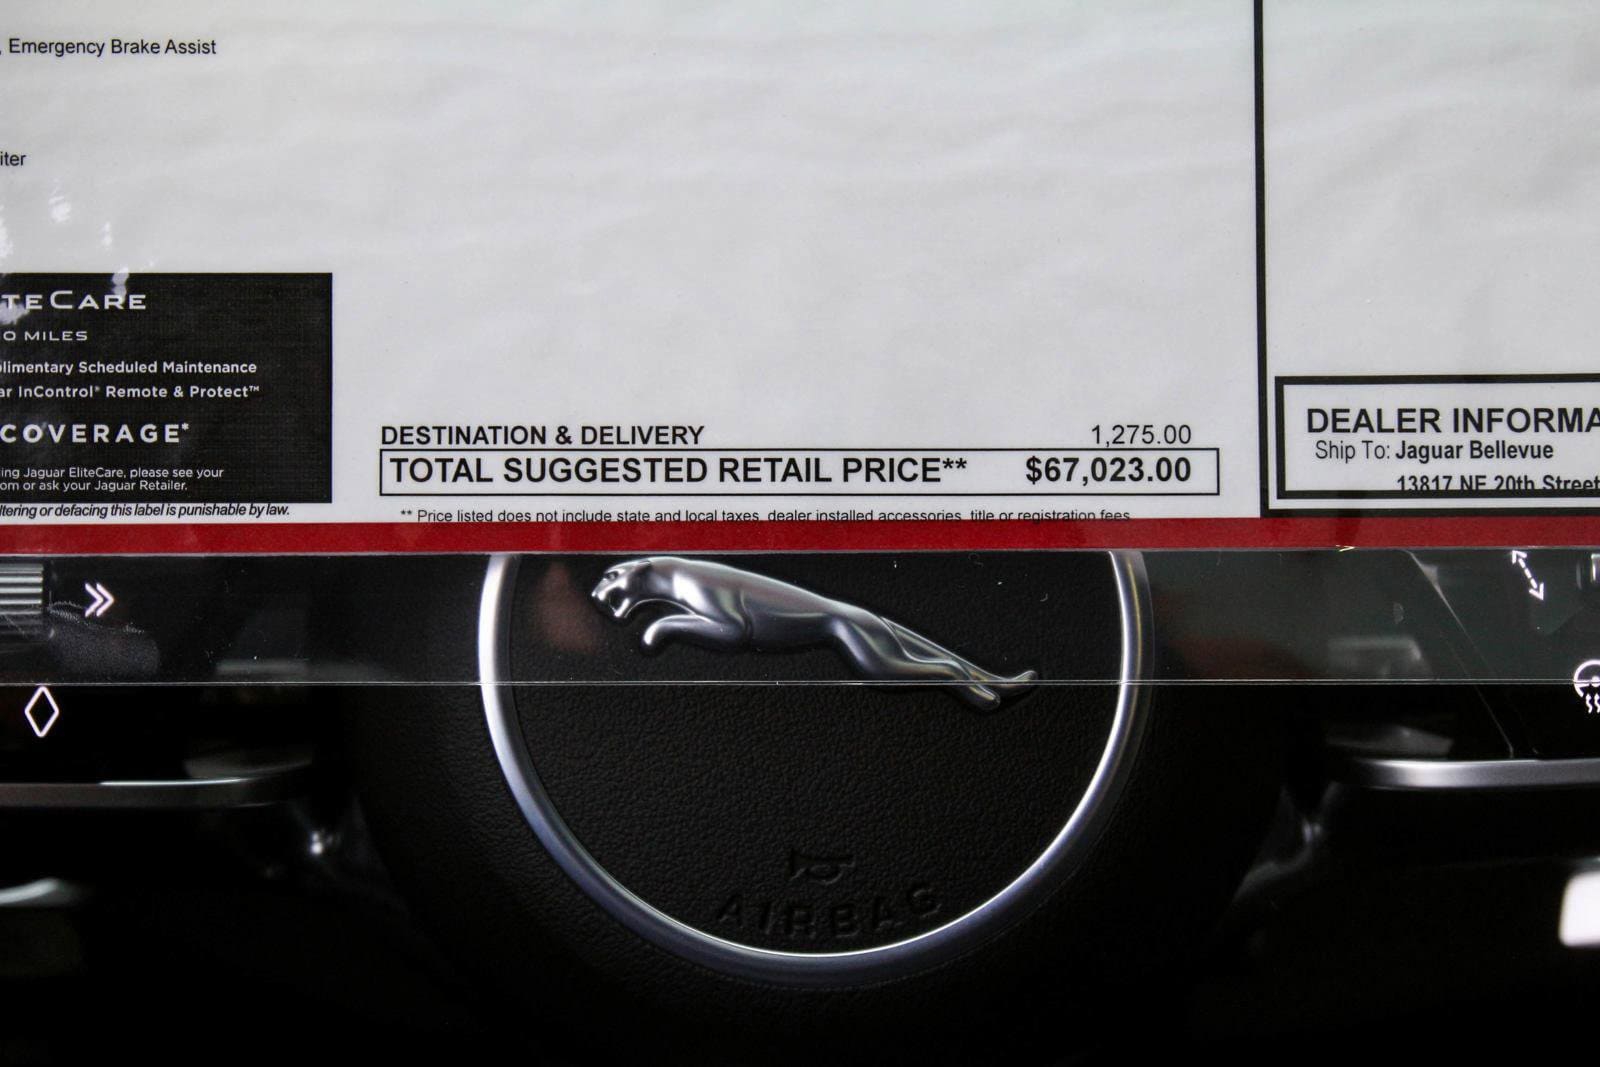 , Emergency Brake Assist
iter
TECARE
0 MILES
plimentary Scheduled Maintenance
ar InControl® Remote & Protect™
COVERAGE*
ing Jaguar EliteCare, please see your
om or ask your Jaguar Retailer.
ltering or defacing this label is punishable by law.
DESTINATION & DELIVERY 1,275.00
TOTAL SUGGESTED RETAIL PRICE** $67,023.00
** Price listed does not include state and local taxes, dealer installed accessories, title or registration fees
DEALER INFORMA
Ship To: Jaguar Bellevue
13817 NE 20th Street
AIRBAG